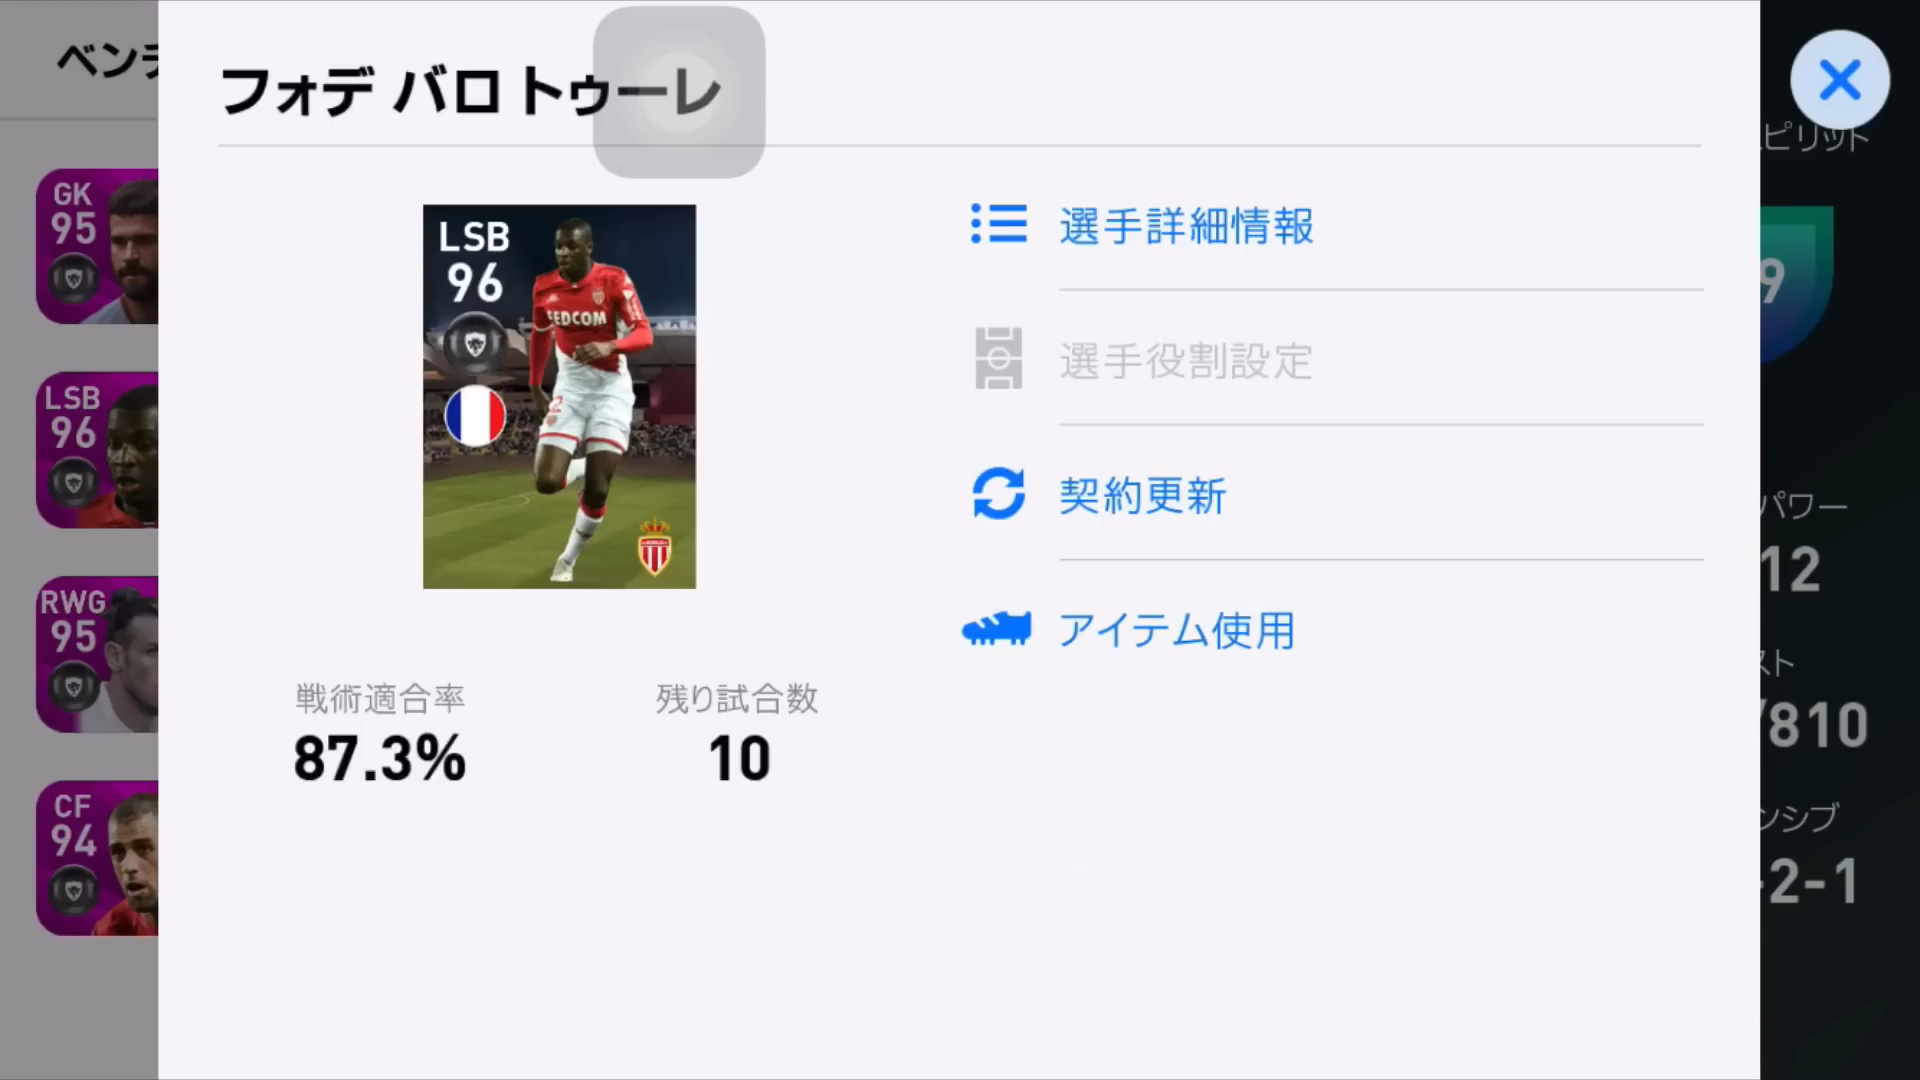 ベンチ
フォデ バロ トゥーレ
ピリット
GK
95
LSB
96
LSB
96
RWG
95
CF
94
FEDCOM
選手詳細情報
選手役割設定
契約更新
アイテム使用
戦術適合率
87.3%
残り試合数
10
9
パワー
12
スト
/810
ンシブ
-2-1